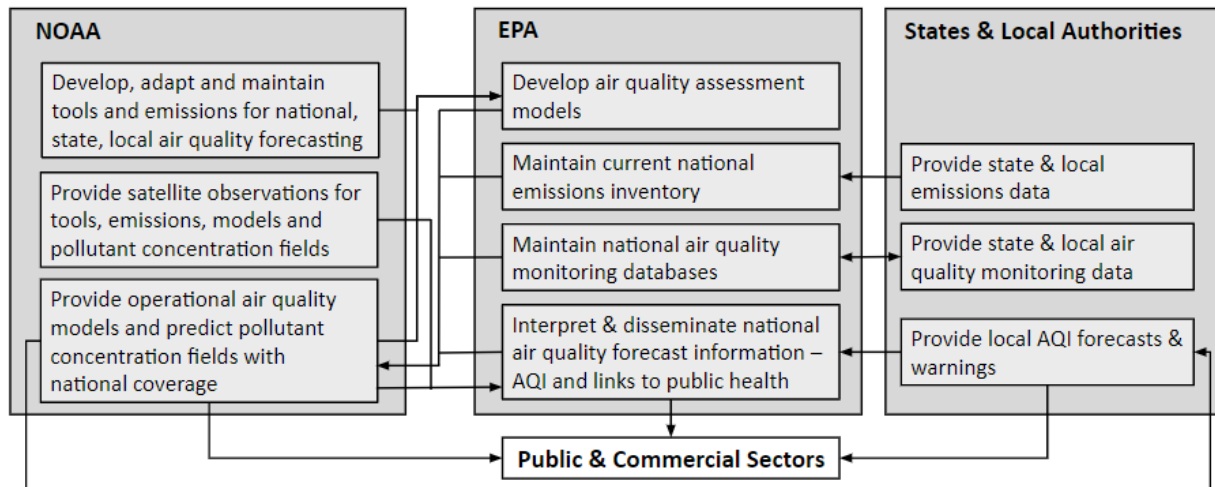 NOAA
Develop, adapt and maintain
tools and emissions for national,
state, local air quality forecasting
Provide satellite observations for
tools, emissions, models and
pollutant concentration fields
Provide operational air quality
models and predict pollutant
concentration fields with
national coverage
EPA
Develop air quality assessment
models
Maintain current national
emissions inventory
Maintain national air quality
monitoring databases
Interpret & disseminate national
air quality forecast information –
AQI and links to public health
States & Local Authorities
Provide state & local
emissions data
Provide state & local air
quality monitoring data
Provide local AQI forecasts &
warnings
Public & Commercial Sectors